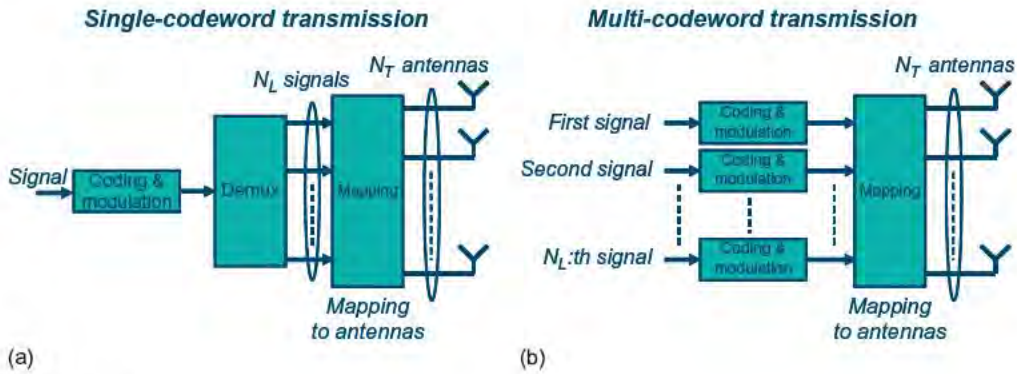 Single-codeword transmission
N_L signals
N_T antennas
Signal
Coding &
modulation
Demux
Mapping
Mapping
to antennas
(a)
Multi-codeword transmission
N_T antennas
First signal
Coding &
modulation
Second signal
Coding &
modulation
N_L:th signal
Coding &
modulation
Mapping
Mapping
to antennas
(b)